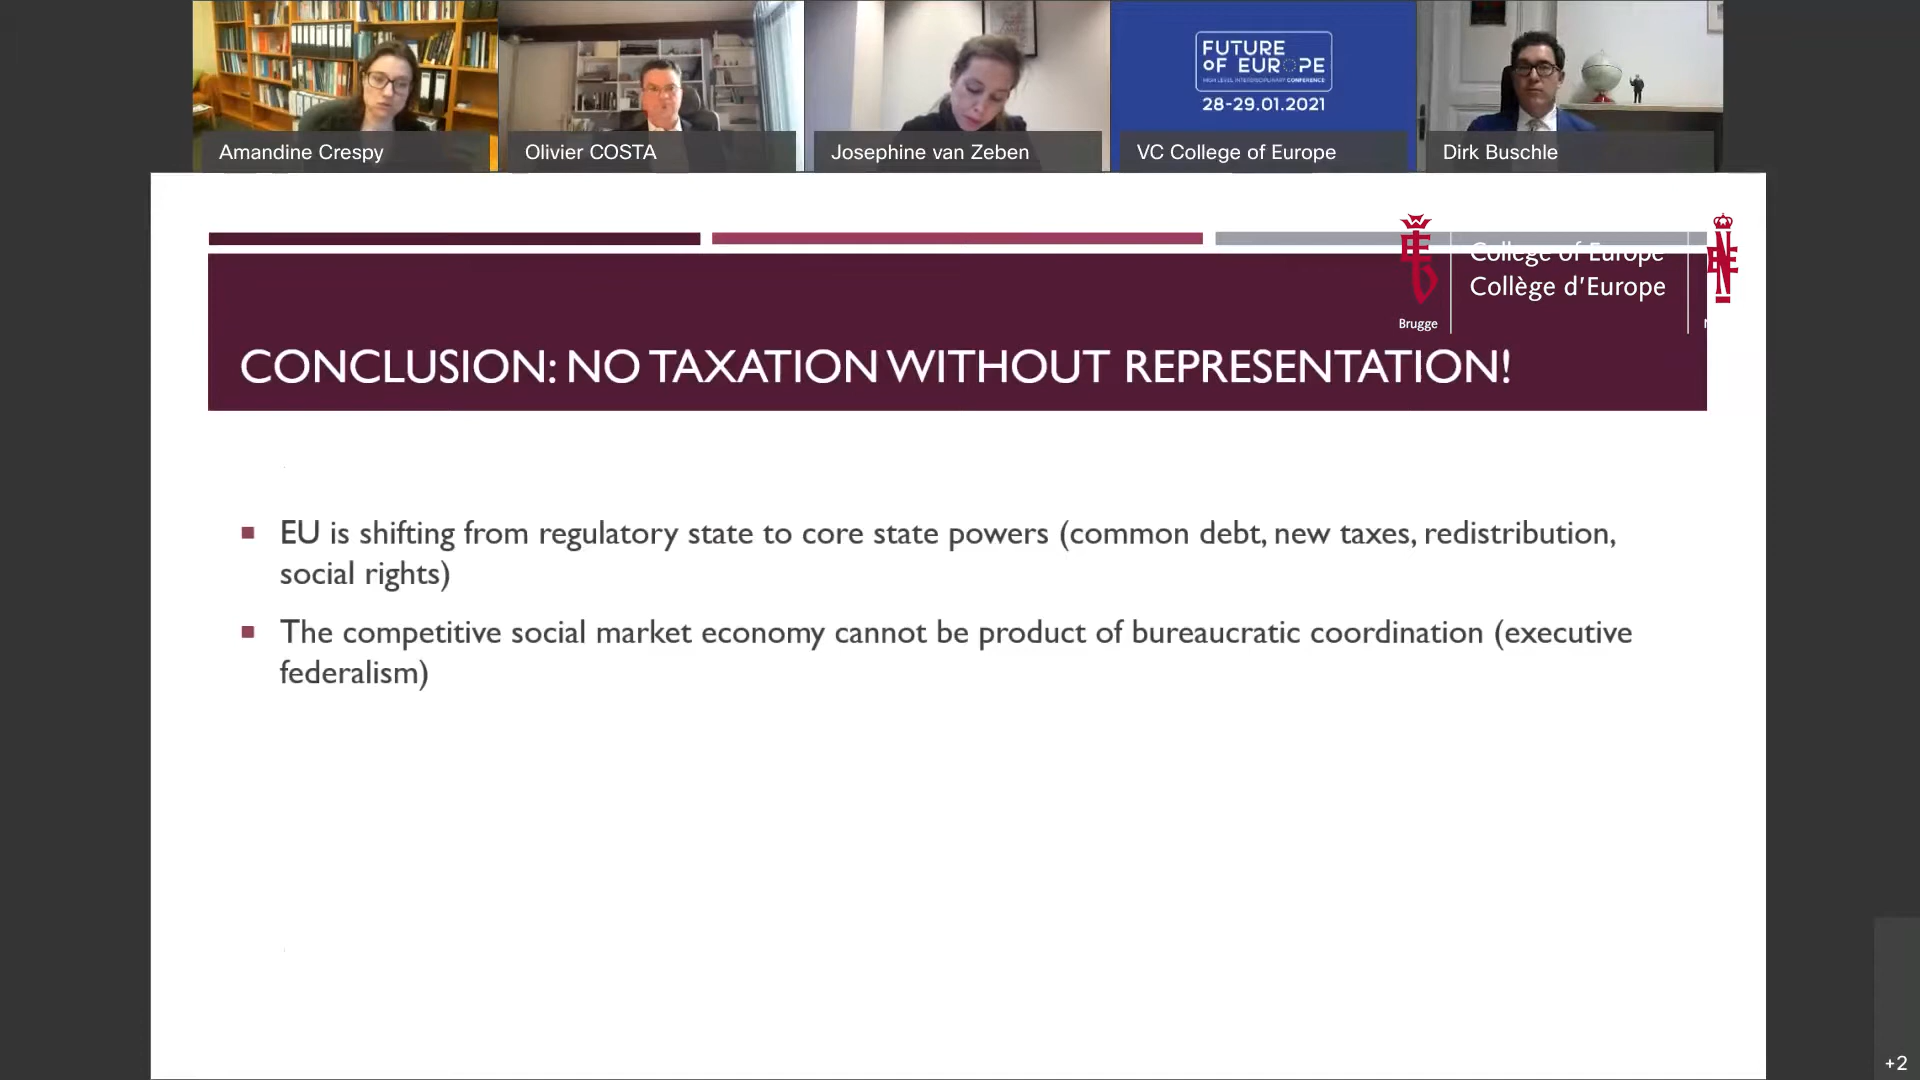 FUTURE
OF EUROPE
HIGH LEVEL INTERDISCIPLINARY CONFERENCE
28-29.01.2021
Amandine Crespy
Olivier COSTA
Josephine van Zeben
VC College of Europe
Dirk Buschle
College of Europe
Collège d'Europe
Brugge
CONCLUSION: NO TAXATION WITHOUT REPRESENTATION!
EU is shifting from regulatory state to core state powers (common debt, new taxes, redistribution,
social rights)
The competitive social market economy cannot be product of bureaucratic coordination (executive
federalism)
+2